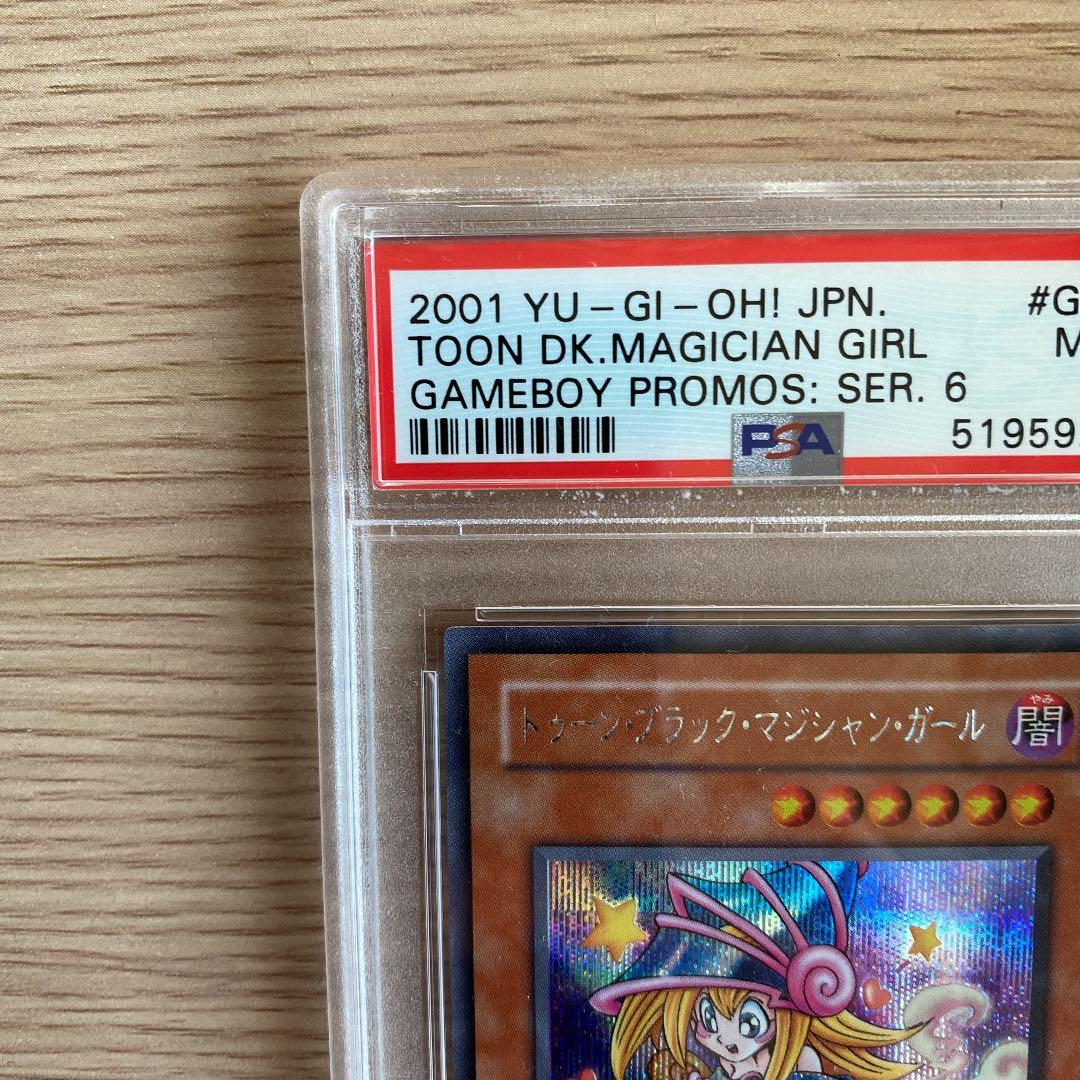 2001 YU-GI-OH! JPN. #G
TOON DK.MAGICIAN GIRL M
GAMEBOY PROMOS: SER. 6
PSA 51959
トゥーン・ブラック・マジシャン・ガール
やみ
闇